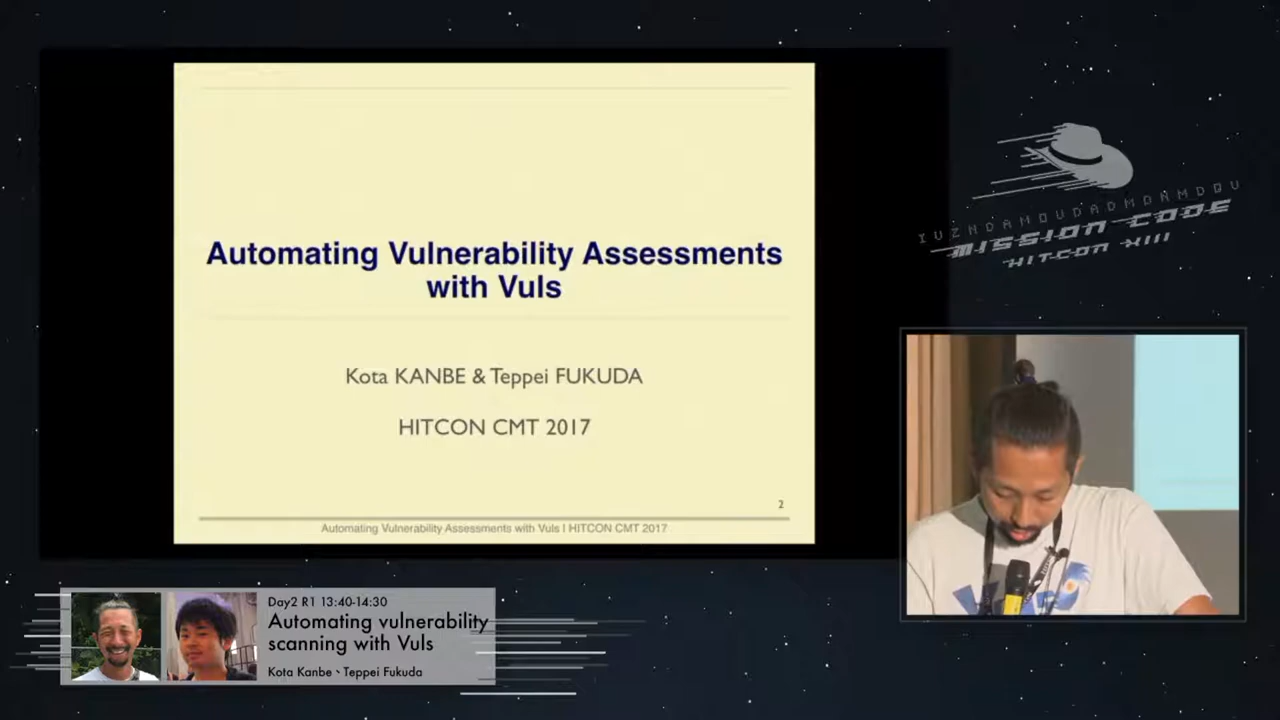 Automating Vulnerability Assessments
with Vuls
Kota KANBE & Teppei FUKUDA
HITCON CMT 2017
2
Automating Vulnerability Assessments with Vuls | HITCON CMT 2017
IUZHDAMQUDADMDAMDQU
MISSION CODE
HITCON XIII
Day2 R1 13:40-14:30
Automating vulnerability
scanning with Vuls
Kota Kanbe、Teppei Fukuda